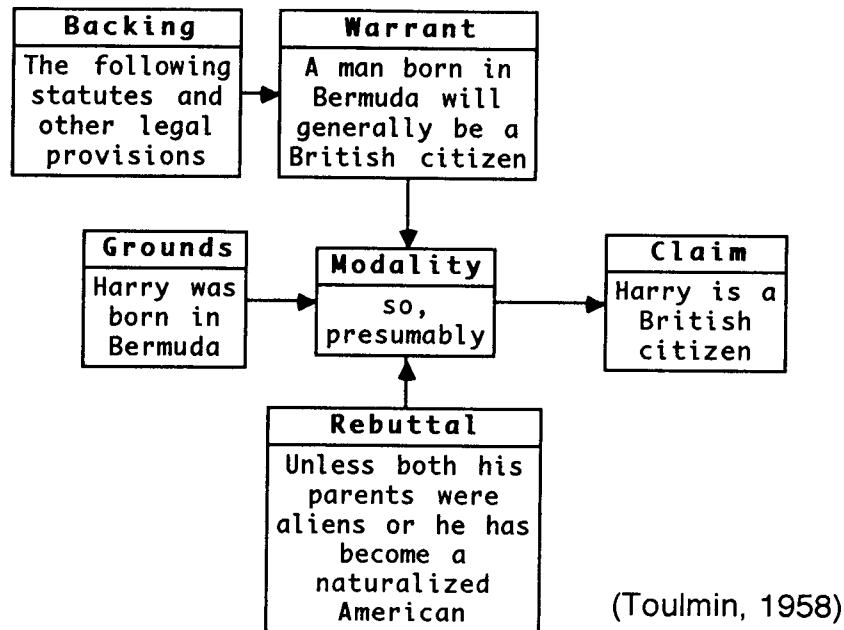 Backing
The following
statutes and
other legal
provisions
Warrant
A man born in
Bermuda will
generally be a
British citizen
Grounds
Harry was
born in
Bermuda
Modality
so,
presumably
Claim
Harry is a
British
citizen
Rebuttal
Unless both his
parents were
aliens or he has
become a
naturalized
American
(Toulmin, 1958)